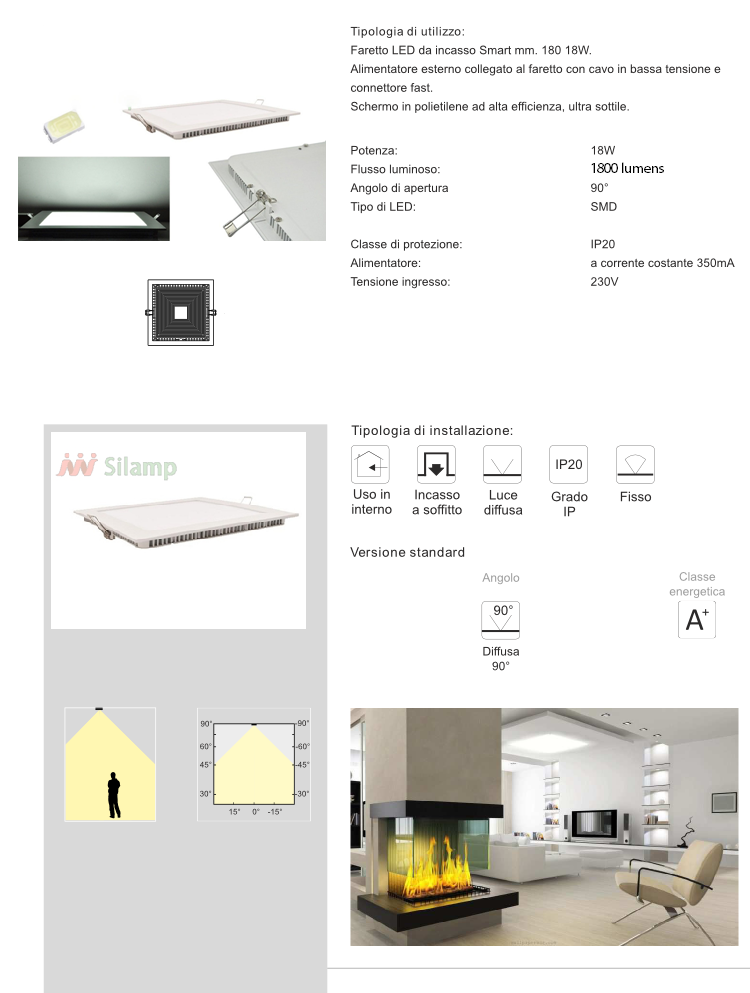 Tipologia di utilizzo:
Faretto LED da incasso Smart mm. 180 18W.
Alimentatore esterno collegato al faretto con cavo in bassa tensione e
connettore fast.
Schermo in polietilene ad alta efficienza, ultra sottile.
Potenza: 18W
Flusso luminoso: 1800 lumens
Angolo di apertura 90°
Tipo di LED: SMD
Classe di protezione: IP20
Alimentatore: a corrente costante 350mA
Tensione ingresso: 230V
Silamp
Tipologia di installazione:
IP20
Uso in Incasso Luce Grado Fisso
interno a soffitto diffusa IP
Versione standard
Angolo Classe
energetica
90° A+
Diffusa
90°
90° -90°
60° -60°
45° -45°
30° -30°
15° 0° -15°